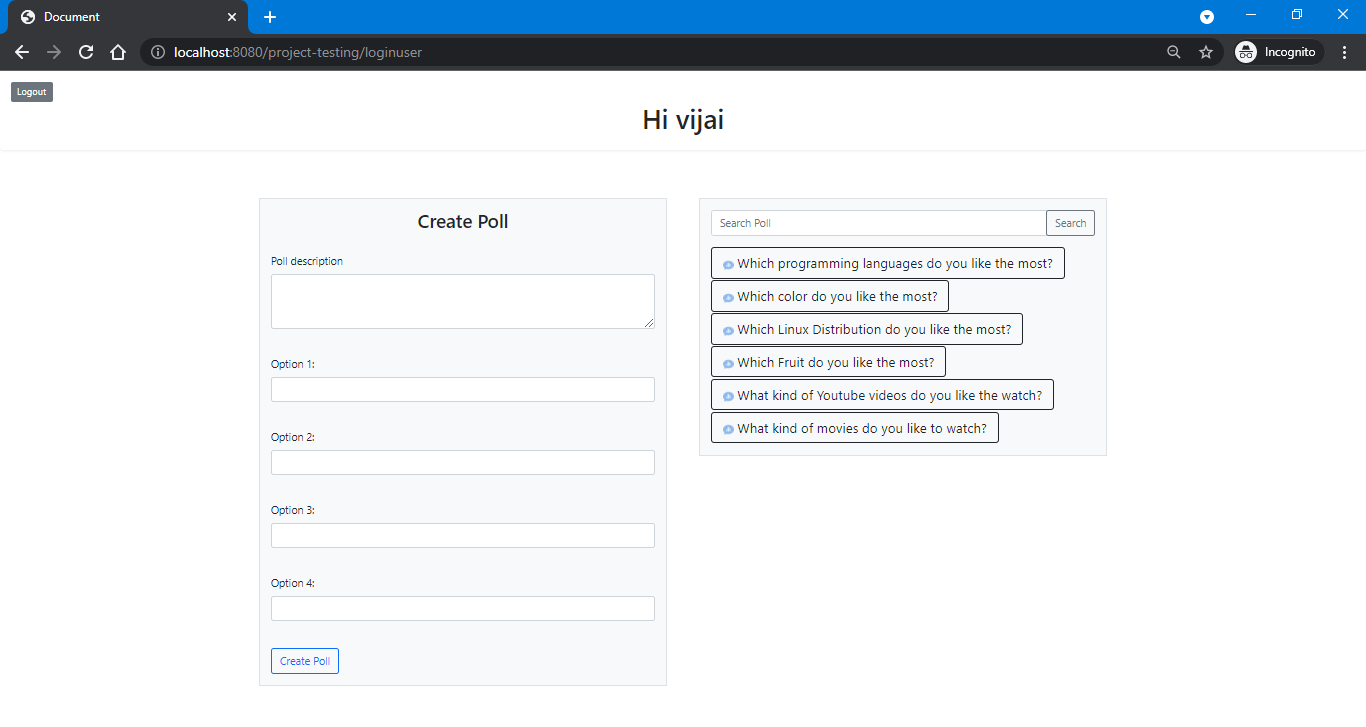 Document
localhost:8080/project-testing/loginuser
Incognito
Logout
Hi vijai
Create Poll
Poll description
Option 1:
Option 2:
Option 3:
Option 4:
Create Poll
Search Poll
Search
Which programming languages do you like the most?
Which color do you like the most?
Which Linux Distribution do you like the most?
Which Fruit do you like the most?
What kind of Youtube videos do you like the watch?
What kind of movies do you like to watch?